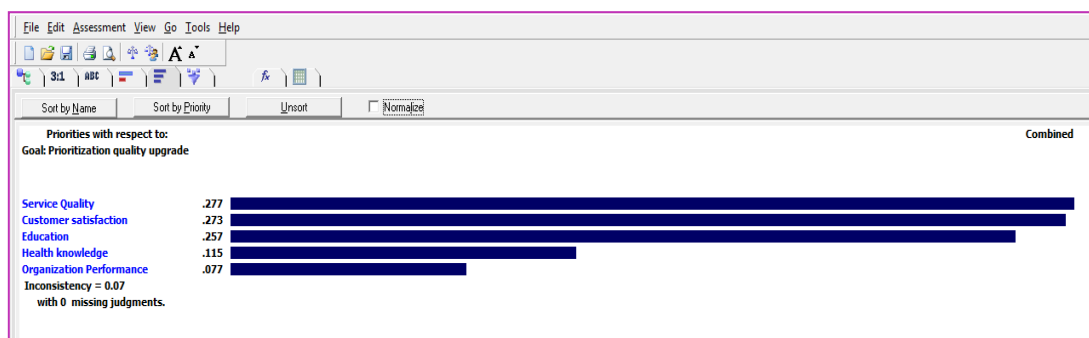 File Edit Assessment View Go Tools Help
A A
3:1 ABC fx
Sort by Name Sort by Priority Unsort Normalize
Priorities with respect to: Combined
Goal: Prioritization quality upgrade
Service Quality .277
Customer satisfaction .273
Education .257
Health knowledge .115
Organization Performance .077
Inconsistency = 0.07
with 0 missing judgments.